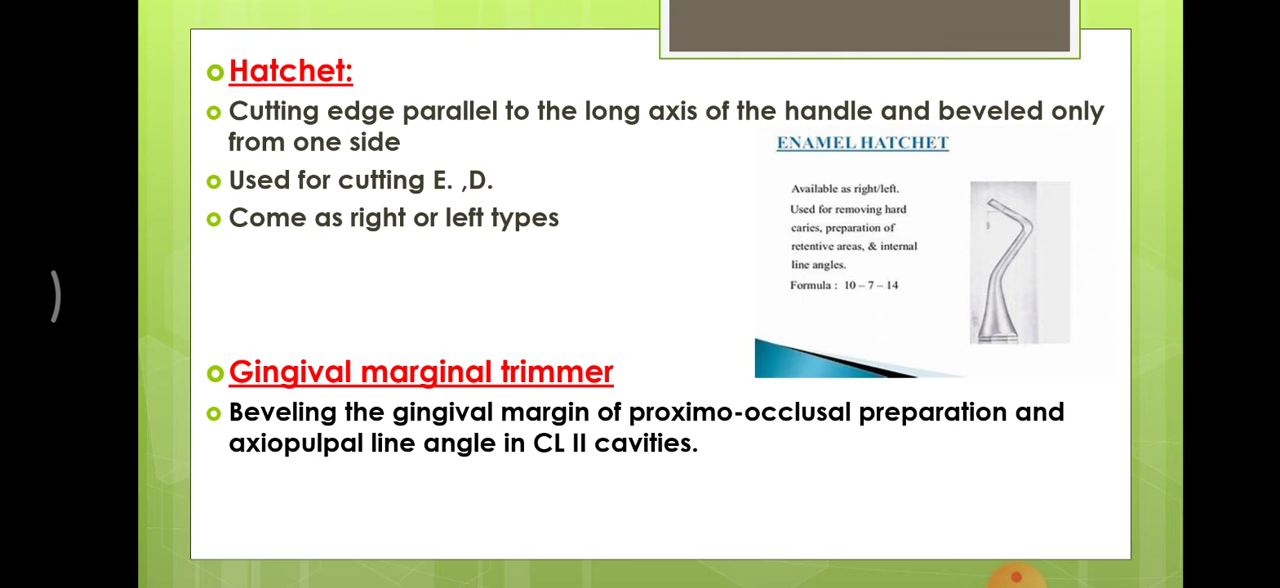 Hatchet:
Cutting edge parallel to the long axis of the handle and beveled only
from one side
Used for cutting E. ,D.
Come as right or left types
ENAMEL HATCHET
Available as right/left.
Used for removing hard
caries, preparation of
retentive areas, & internal
line angles.
Formula : 10 – 7 – 14
Gingival marginal trimmer
Beveling the gingival margin of proximo-occlusal preparation and
axiopulpal line angle in CL II cavities.